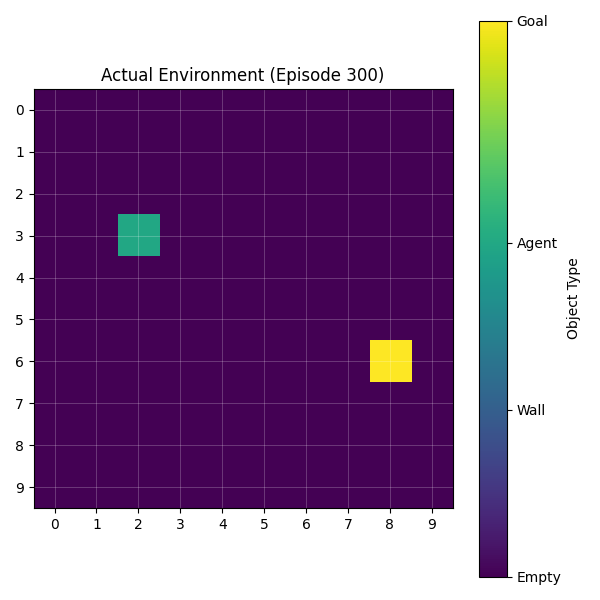 Actual Environment (Episode 300)
0
1
2
3
4
5
6
7
8
9
0 1 2 3 4 5 6 7 8 9
Goal
Agent
Wall
Empty
Object Type